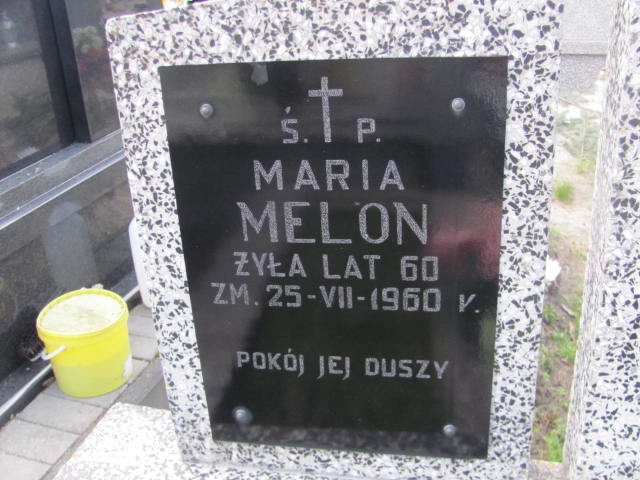 Ś. P.
MARIA
MELON
ŻYŁA LAT 60
ZM. 25-VII-1960 r.
POKÓJ JEJ DUSZY